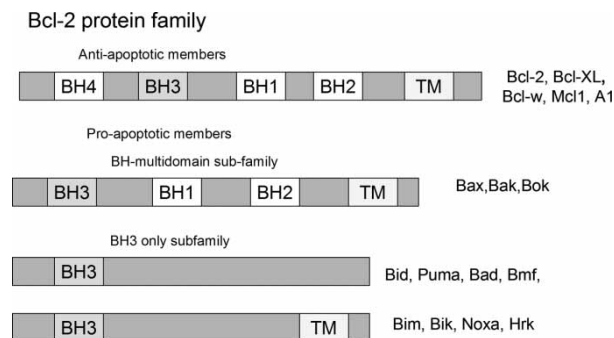 Bcl-2 protein family
Anti-apoptotic members
BH4 BH3 BH1 BH2 TM
Bcl-2, Bcl-XL,
Bcl-w, Mcl1, A1
Pro-apoptotic members
BH-multidomain sub-family
BH3 BH1 BH2 TM
Bax,Bak,Bok
BH3 only subfamily
BH3
Bid, Puma, Bad, Bmf,
BH3 TM
Bim, Bik, Noxa, Hrk